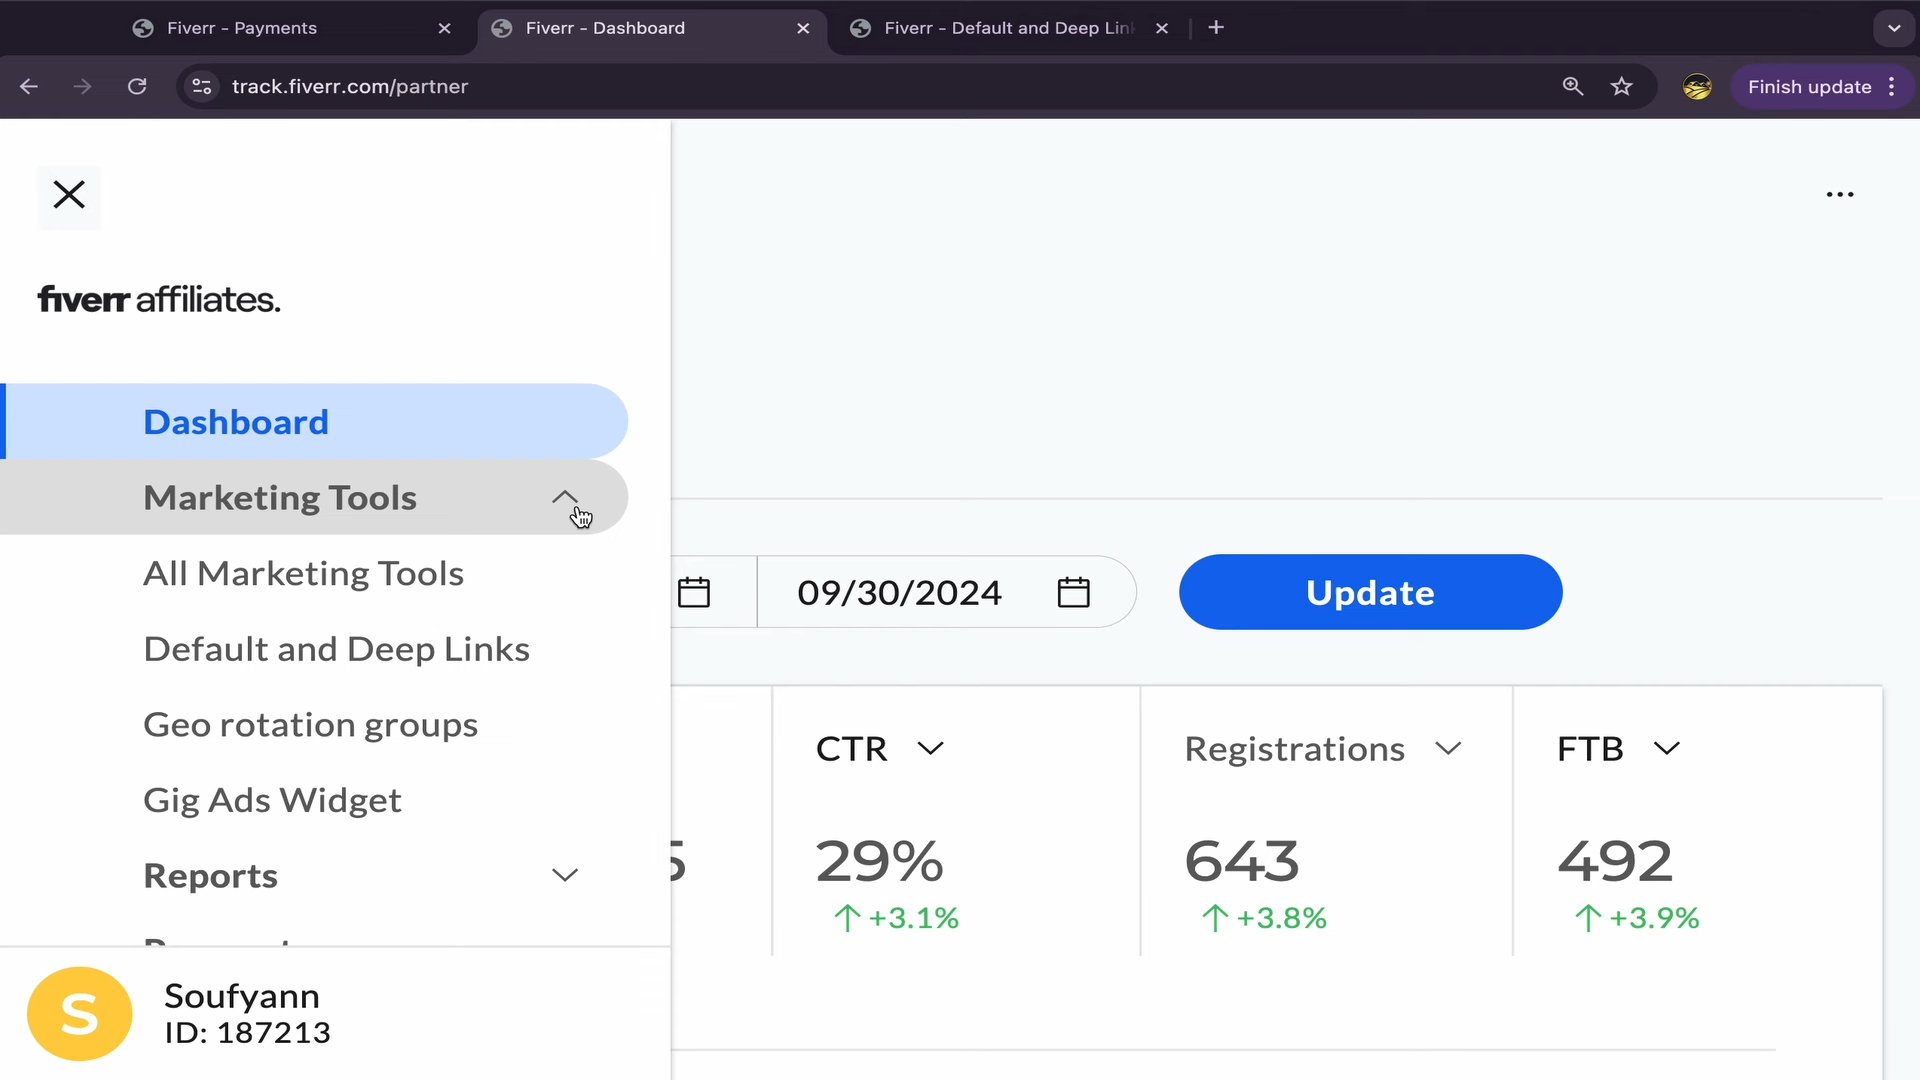 Fiverr - Payments
Fiverr - Dashboard
Fiverr - Default and Deep Lin
track.fiverr.com/partner
Finish update
fiverr affiliates.
Dashboard
Marketing Tools
All Marketing Tools
Default and Deep Links
Geo rotation groups
Gig Ads Widget
Reports
S
Soufyann
ID: 187213
09/30/2024
Update
CTR
Registrations
FTB
5
29%
643
492
+3.1%
+3.8%
+3.9%